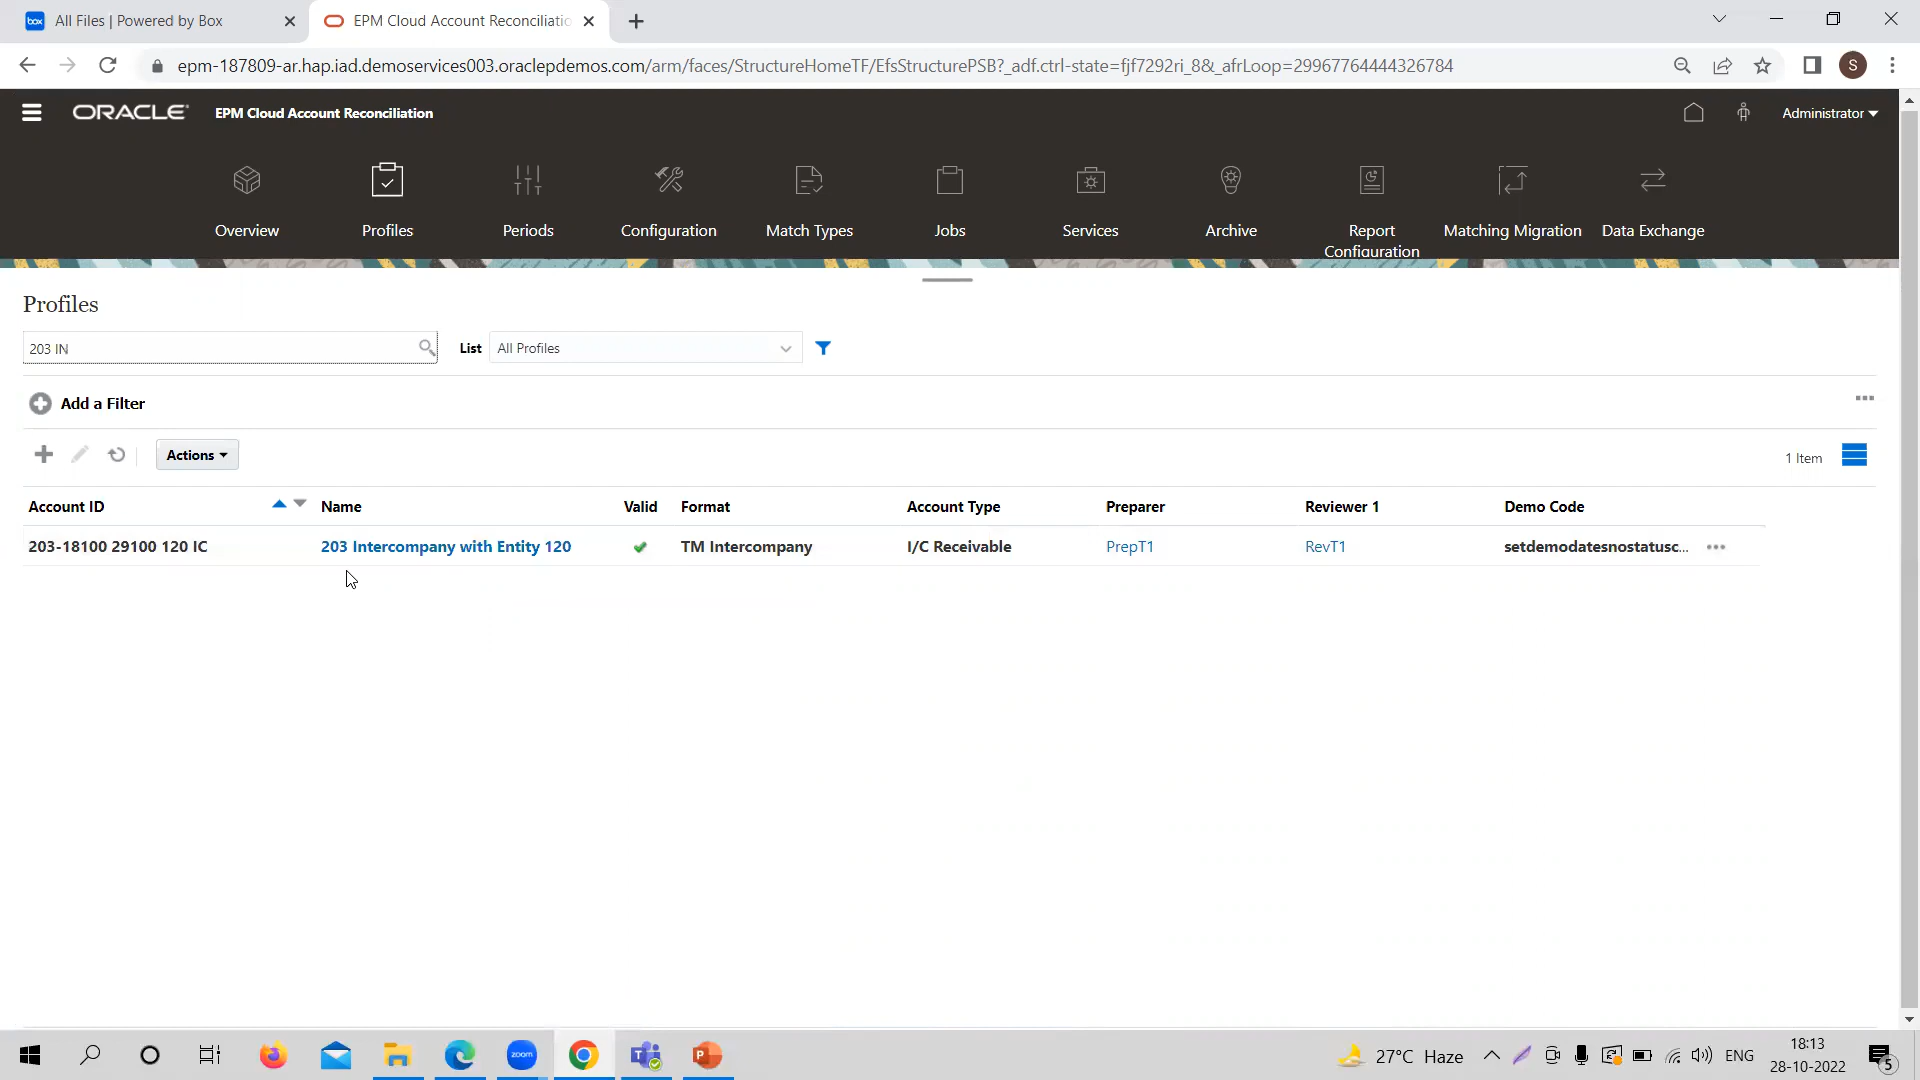 box All Files | Powered by Box
EPM Cloud Account Reconciliatio
epm-187809-ar.hap.iad.demoservices003.oraclepdemos.com/arm/faces/StructureHomeTF/EfsStructurePSB?_adf.ctrl-state=fjf7292ri_8&_afrLoop=29967764444326784
S
ORACLE EPM Cloud Account Reconciliation
Administrator
Overview Profiles Periods Configuration Match Types Jobs Services Archive Report Configuration Matching Migration Data Exchange
Profiles
203 IN List All Profiles
Add a Filter
Actions 1 Item
Account ID Name Valid Format Account Type Preparer Reviewer 1 Demo Code
203-18100 29100 120 IC 203 Intercompany with Entity 120 TM Intercompany I/C Receivable PrepT1 RevT1 setdemodatesnostatusc...
zoom
27°C Haze
ENG
18:13
28-10-2022
5